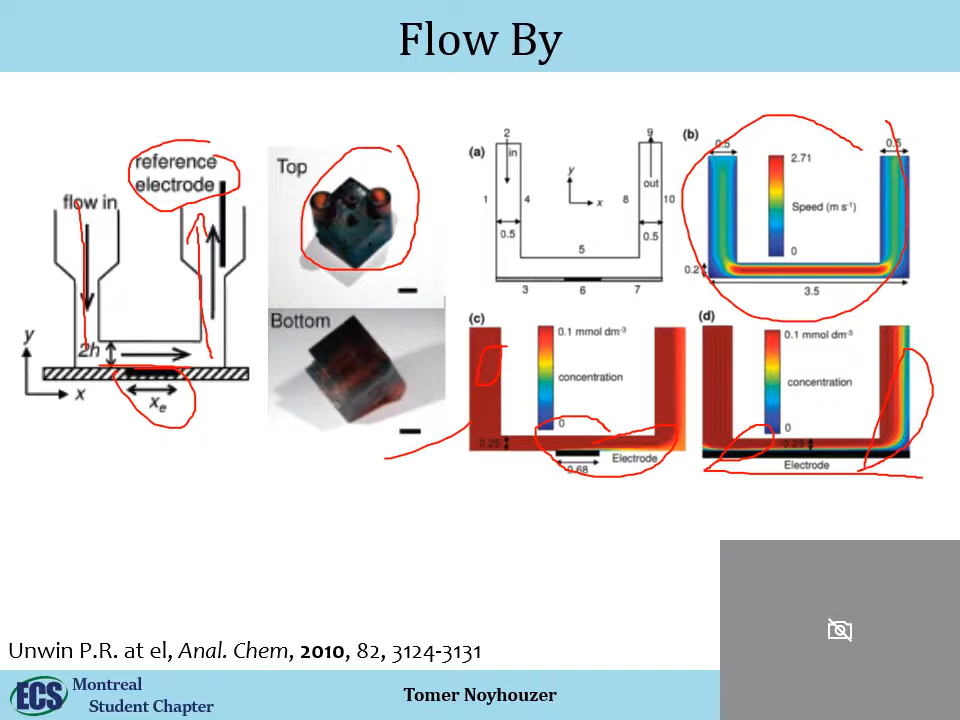 Flow By
reference
electrode
flow in
2h
y
x
xe
Top
Bottom
(a)
2
in
9
out
y
x
1
4
8
10
0.5
0.5
5
3
6
7
(b)
0.5
0.5
2.71
Speed (m s-1)
0
0.2
3.5
(c)
0.1 mmol dm-3
concentration
0
0.25
Electrode
0.68
(d)
0.1 mmol dm-3
concentration
0
0.25
Electrode
Unwin P.R. at el, Anal. Chem, 2010, 82, 3124-3131
ECS Montreal
Student Chapter
Tomer Noyhouzer